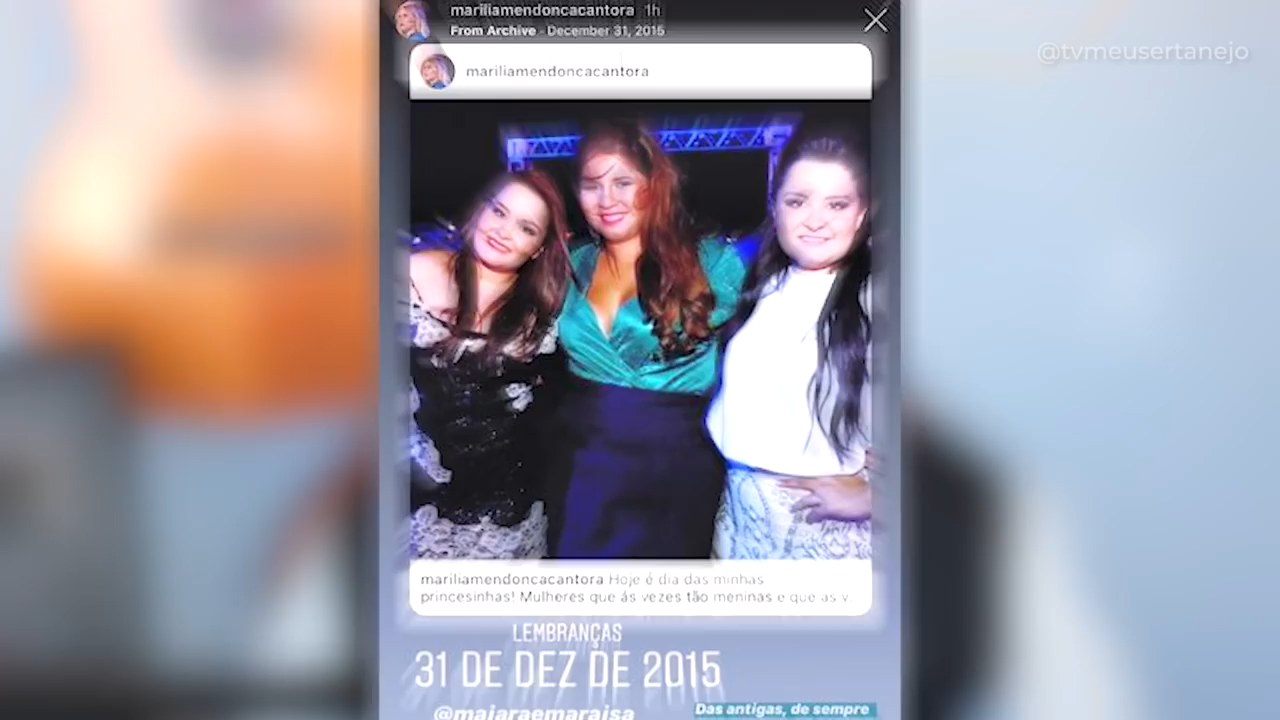 mariliamendoncacantora 1h
From Archive - December 31, 2015
@tvmeusertanejo
mariliamendoncacantora
mariliamendoncacantora Hoje é dia das minhas
princesinhas! Mulheres que ás vezes tão meninas e que as v...
LEMBRANÇAS
31 DE DEZ DE 2015
@maiaraemaraisa
Das antigas, de sempre